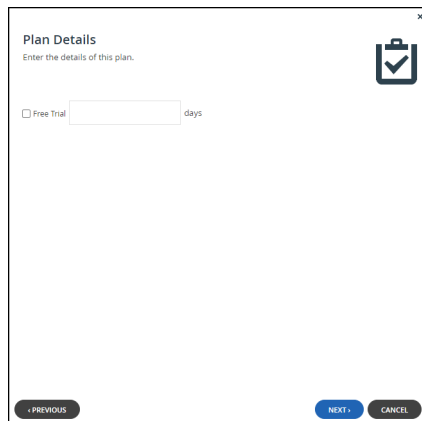 ×
Plan Details
Enter the details of this plan.
Free Trial days
‹ PREVIOUS NEXT › CANCEL